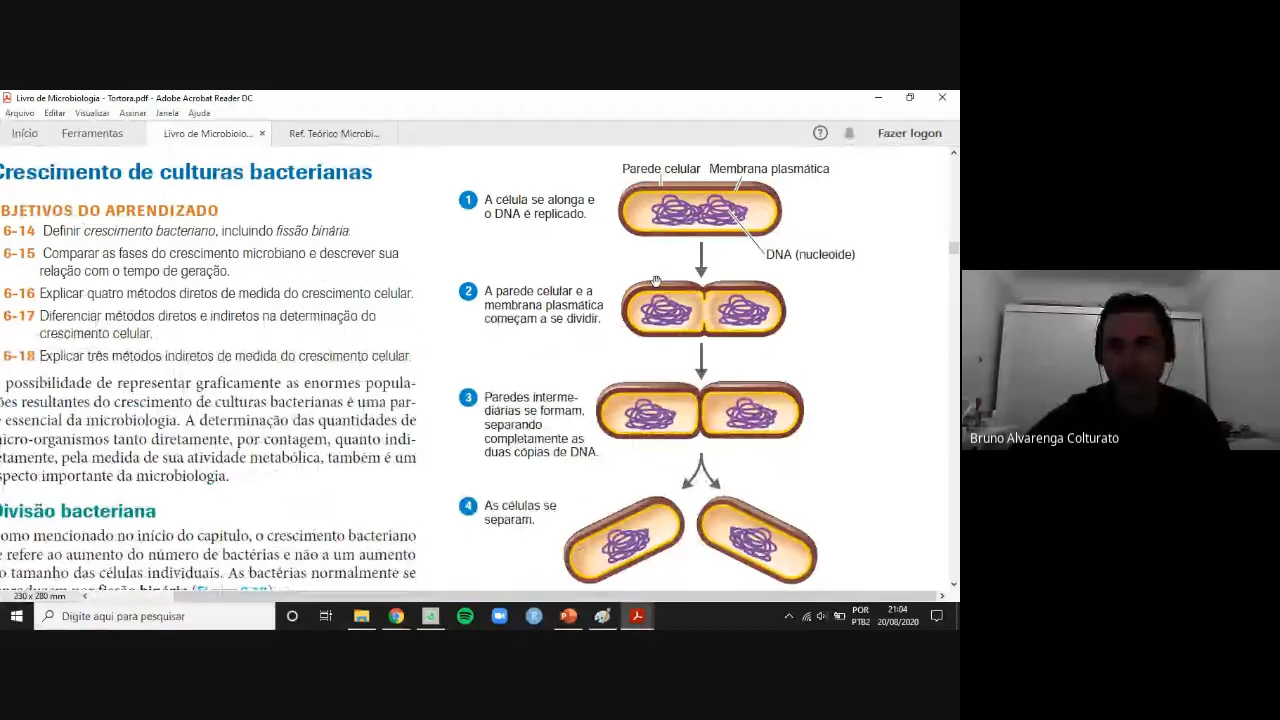 Livro de Microbiologia - Tortora.pdf - Adobe Acrobat Reader DC
Arquivo Editar Visualizar Assinar Janela Ajuda
Início Ferramentas Livro de Microbiolo... × Ref. Teórico Microbi... Fazer logon
Crescimento de culturas bacterianas
BJETIVOS DO APRENDIZADO
6-14 Definir crescimento bacteriano, incluindo fissão binária.
6-15 Comparar as fases do crescimento microbiano e descrever sua
relação com o tempo de geração.
6-16 Explicar quatro métodos diretos de medida do crescimento celular.
6-17 Diferenciar métodos diretos e indiretos na determinação do
crescimento celular.
6-18 Explicar três métodos indiretos de medida do crescimento celular.
possibilidade de representar graficamente as enormes popula-
ões resultantes do crescimento de culturas bacterianas é uma par-
essencial da microbiologia. A determinação das quantidades de
icro-organismos tanto diretamente, por contagem, quanto indi-
etamente, pela medida de sua atividade metabólica, também é um
specto importante da microbiologia.
Divisão bacteriana
omo mencionado no início do capítulo, o crescimento bacteriano
e refere ao aumento do número de bactérias e não a um aumento
o tamanho das células individuais. As bactérias normalmente se
Parede celular Membrana plasmática
1 A célula se alonga e
o DNA é replicado.
DNA (nucleoide)
2 A parede celular e a
membrana plasmática
começam a se dividir.
3 Paredes interme-
diárias se formam,
separando
completamente as
duas cópias de DNA.
4 As células se
separam.
230 x 280 mm
Digite aqui para pesquisar
POR
PTB2
21:04
20/08/2020
Bruno Alvarenga Colturato